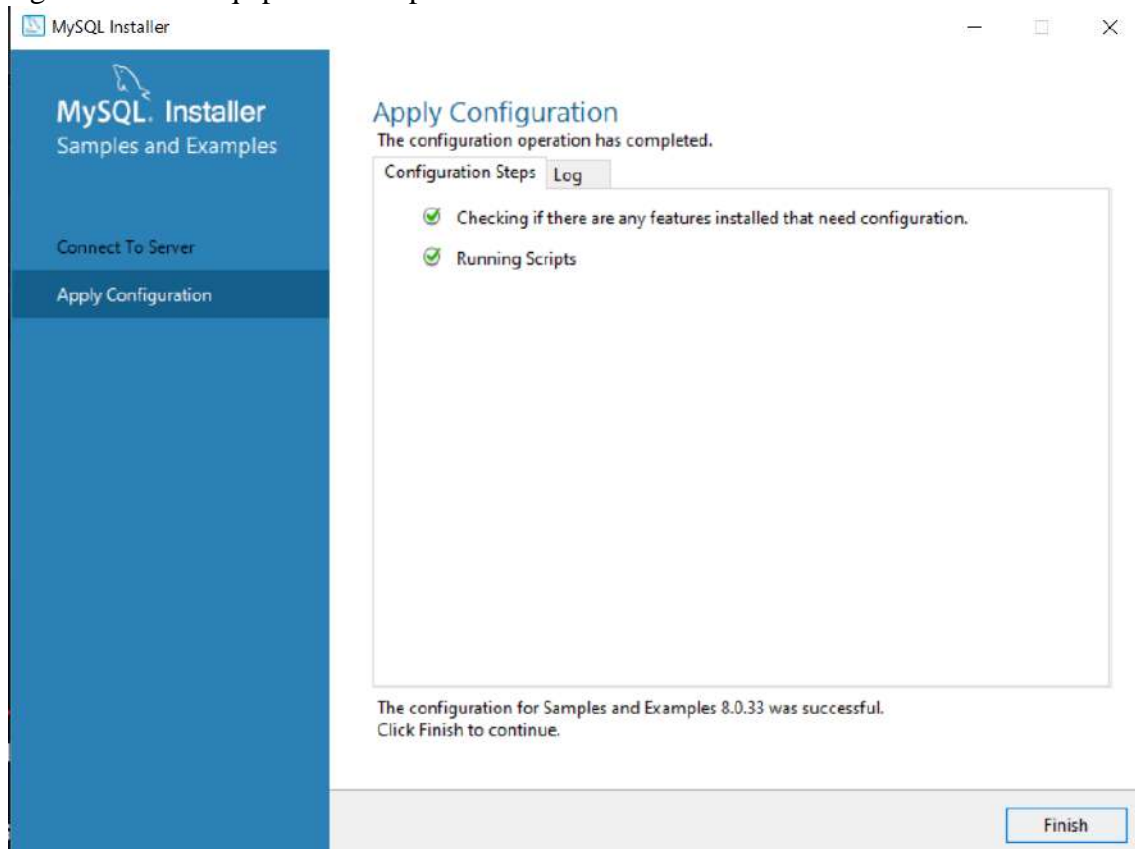 MySQL Installer
MySQL. Installer
Samples and Examples
Connect To Server
Apply Configuration
Apply Configuration
The configuration operation has completed.
Configuration Steps Log
Checking if there are any features installed that need configuration.
Running Scripts
The configuration for Samples and Examples 8.0.33 was successful.
Click Finish to continue.
Finish